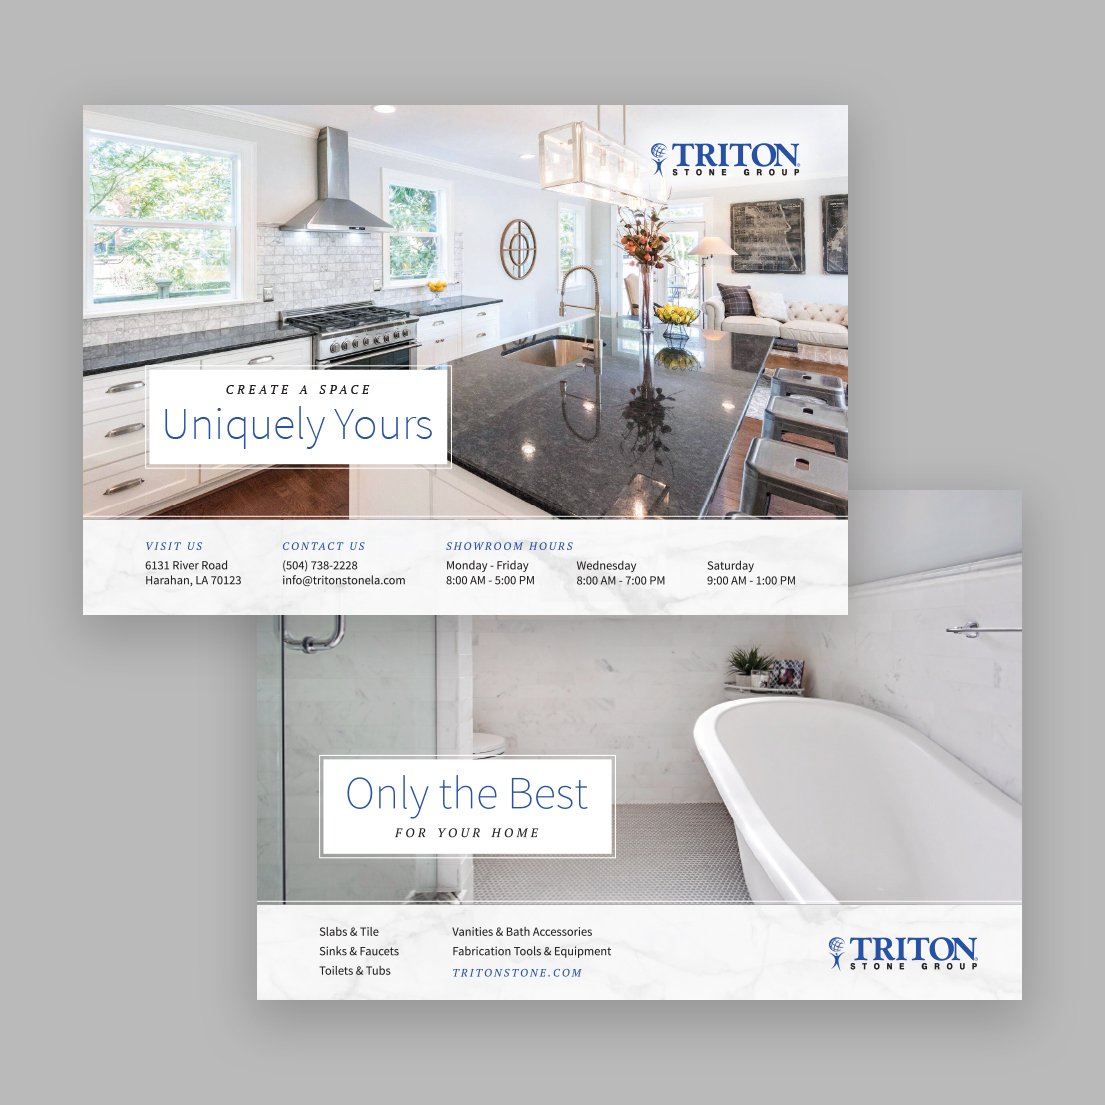 TRITON
STONE GROUP
CREATE A SPACE
Uniquely Yours
VISIT US
6131 River Road
Harahan, LA 70123
CONTACT US
(504) 738-2228
info@tritonstonela.com
SHOWROOM HOURS
Monday - Friday
8:00 AM - 5:00 PM
Wednesday
8:00 AM - 7:00 PM
Saturday
9:00 AM - 1:00 PM
Only the Best
FOR YOUR HOME
Slabs & Tile
Sinks & Faucets
Toilets & Tubs
Vanities & Bath Accessories
Fabrication Tools & Equipment
TRITONSTONE.COM
TRITON
STONE GROUP